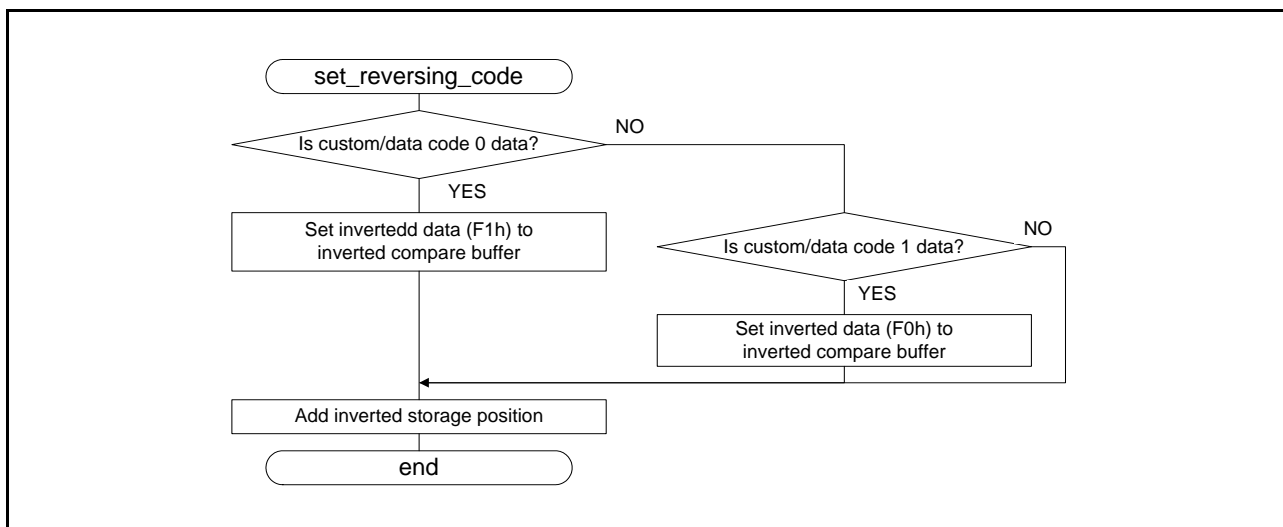 set_reversing_code
Is custom/data code 0 data?
NO
YES
Set invertedd data (F1h) to
inverted compare buffer
Is custom/data code 1 data?
NO
YES
Set inverted data (F0h) to
inverted compare buffer
Add inverted storage position
end